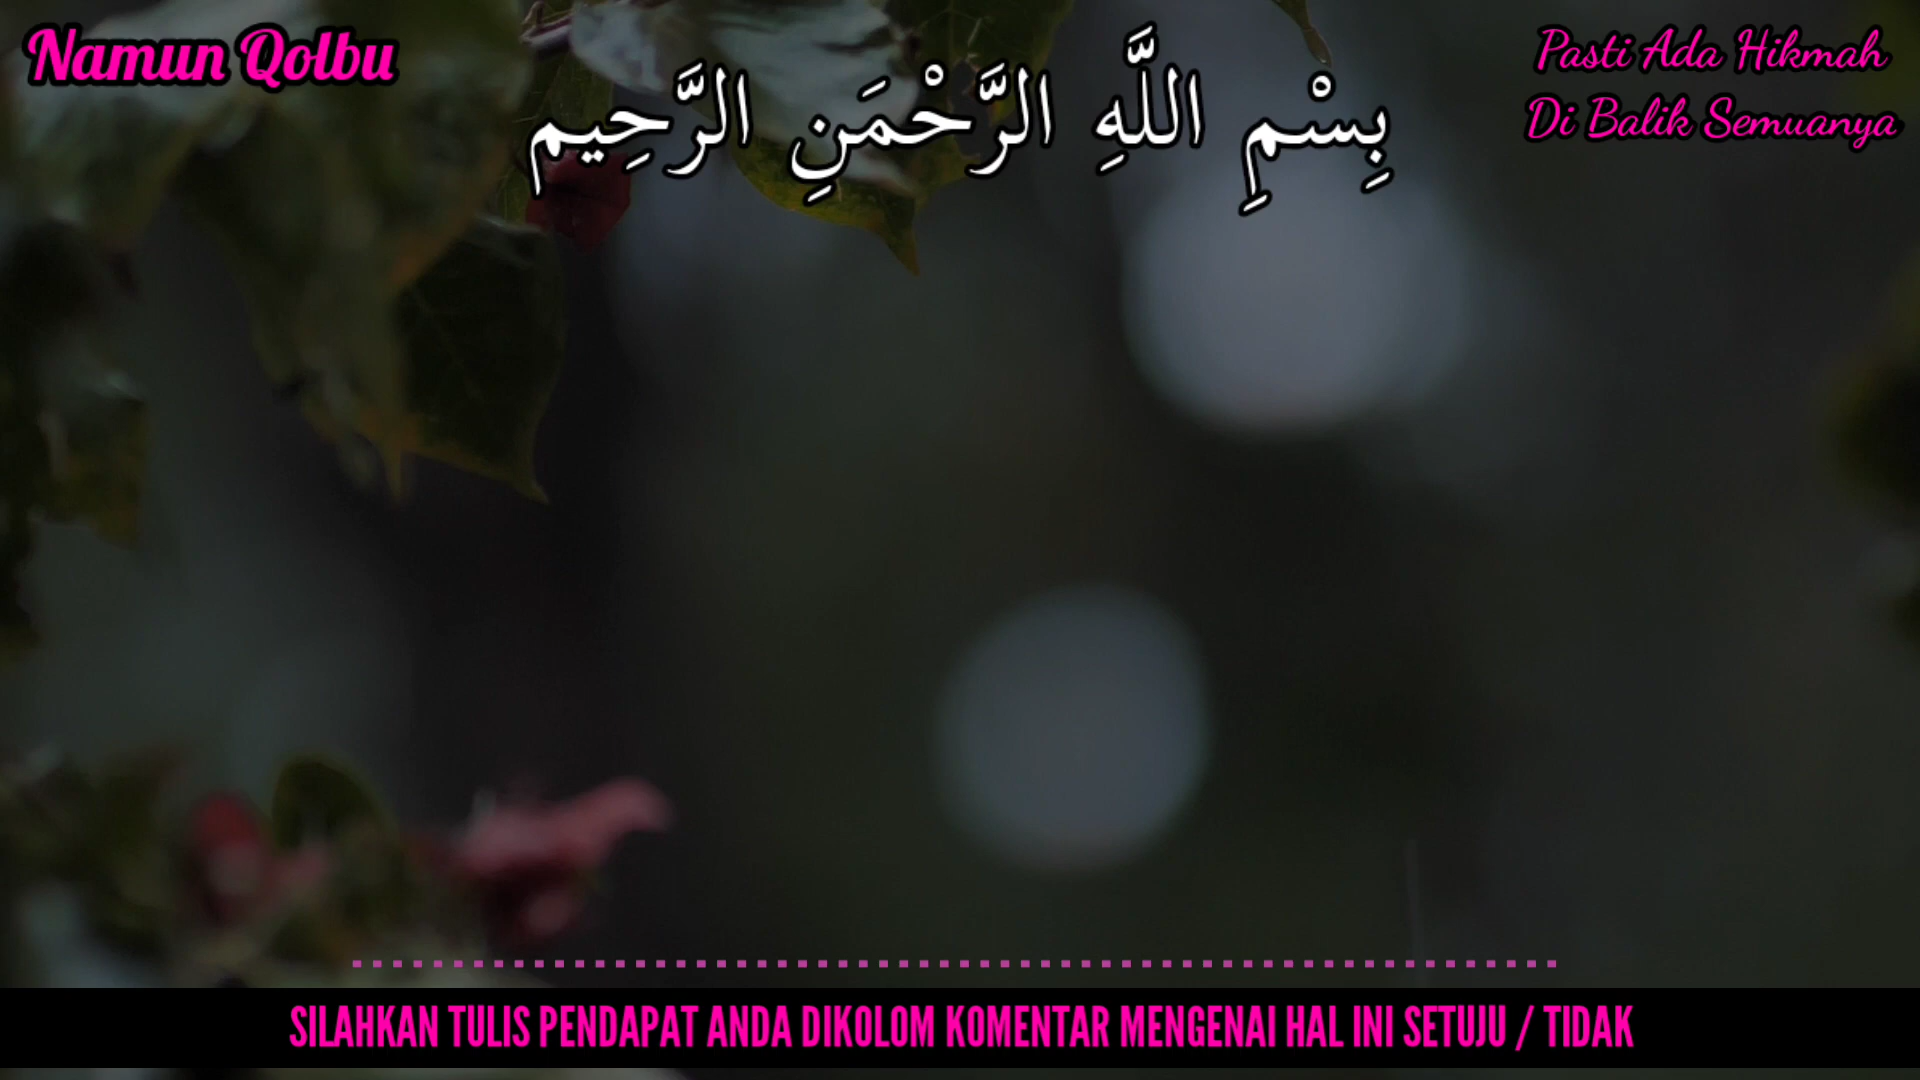 Namun Qolbu
بِسْمِ اللَّهِ الرَّحْمَنِ الرَّحِيم
Pasti Ada Hikmah
Di Balik Semuanya
SILAHKAN TULIS PENDAPAT ANDA DIKOLOM KOMENTAR MENGENAI HAL INI SETUJU / TIDAK